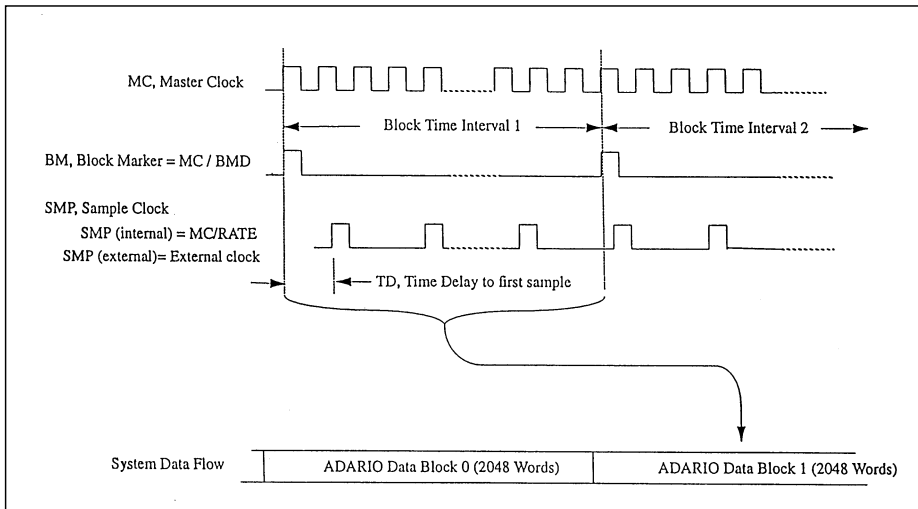 MC, Master Clock
Block Time Interval 1
Block Time Interval 2
BM, Block Marker = MC / BMD
SMP, Sample Clock
SMP (internal) = MC/RATE
SMP (external)= External clock
TD, Time Delay to first sample
System Data Flow
ADARIO Data Block 0 (2048 Words)
ADARIO Data Block 1 (2048 Words)